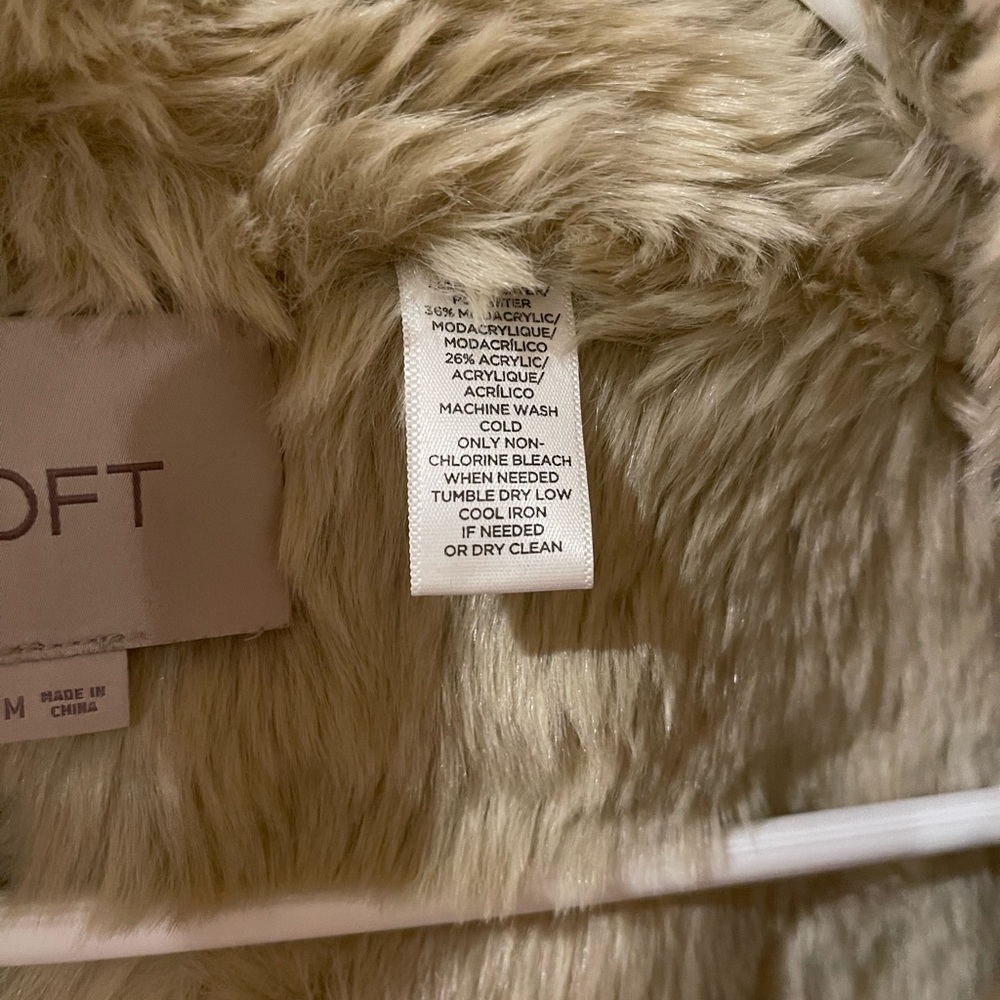 36% MODACRYLIC/
MODACRYLIQUE/
MODACRÍLICO
26% ACRYLIC/
ACRYLIQUE/
ACRÍLICO
MACHINE WASH
COLD
ONLY NON-
CHLORINE BLEACH
WHEN NEEDED
TUMBLE DRY LOW
COOL IRON
IF NEEDED
OR DRY CLEAN
OFT
M MADE IN
CHINA